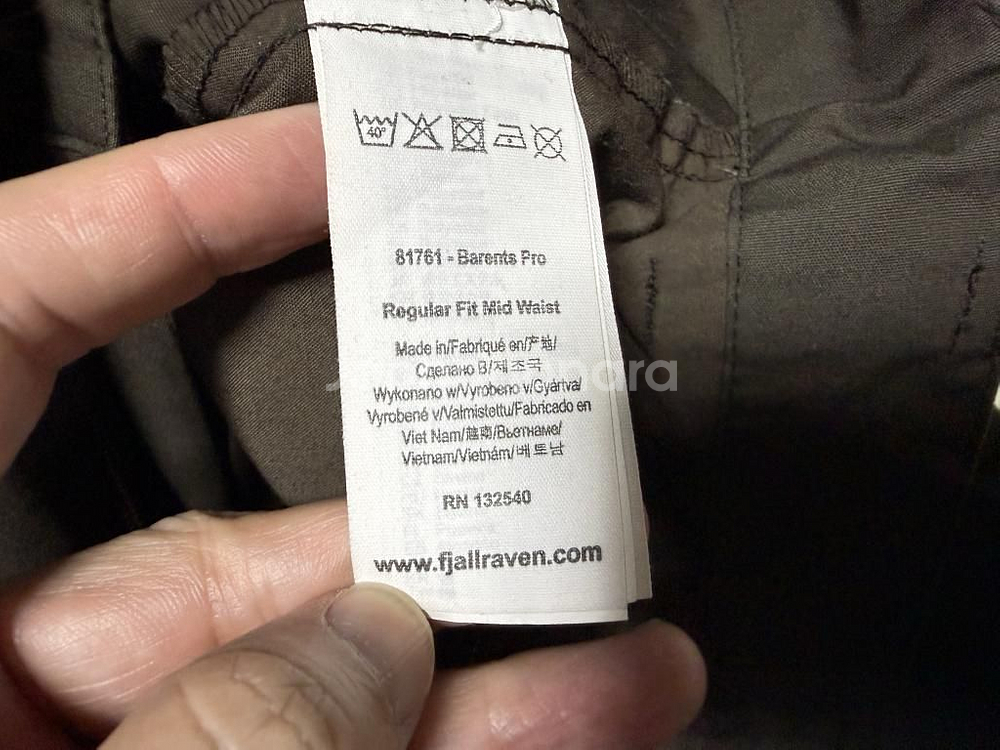 40°
81761 - Barents Pro
Regular Fit Mid Waist
Made in/Fabriqué en/产地/
Сделано В/제조국
Wykonano w/Vyrobeno v/Gyártva/
Vyrobené v/Valmistettu/Fabricado en
Viet Nam/越南/Вьетнаме/
Vietnam/Vietnám/베트남
RN 132540
www.fjallraven.com